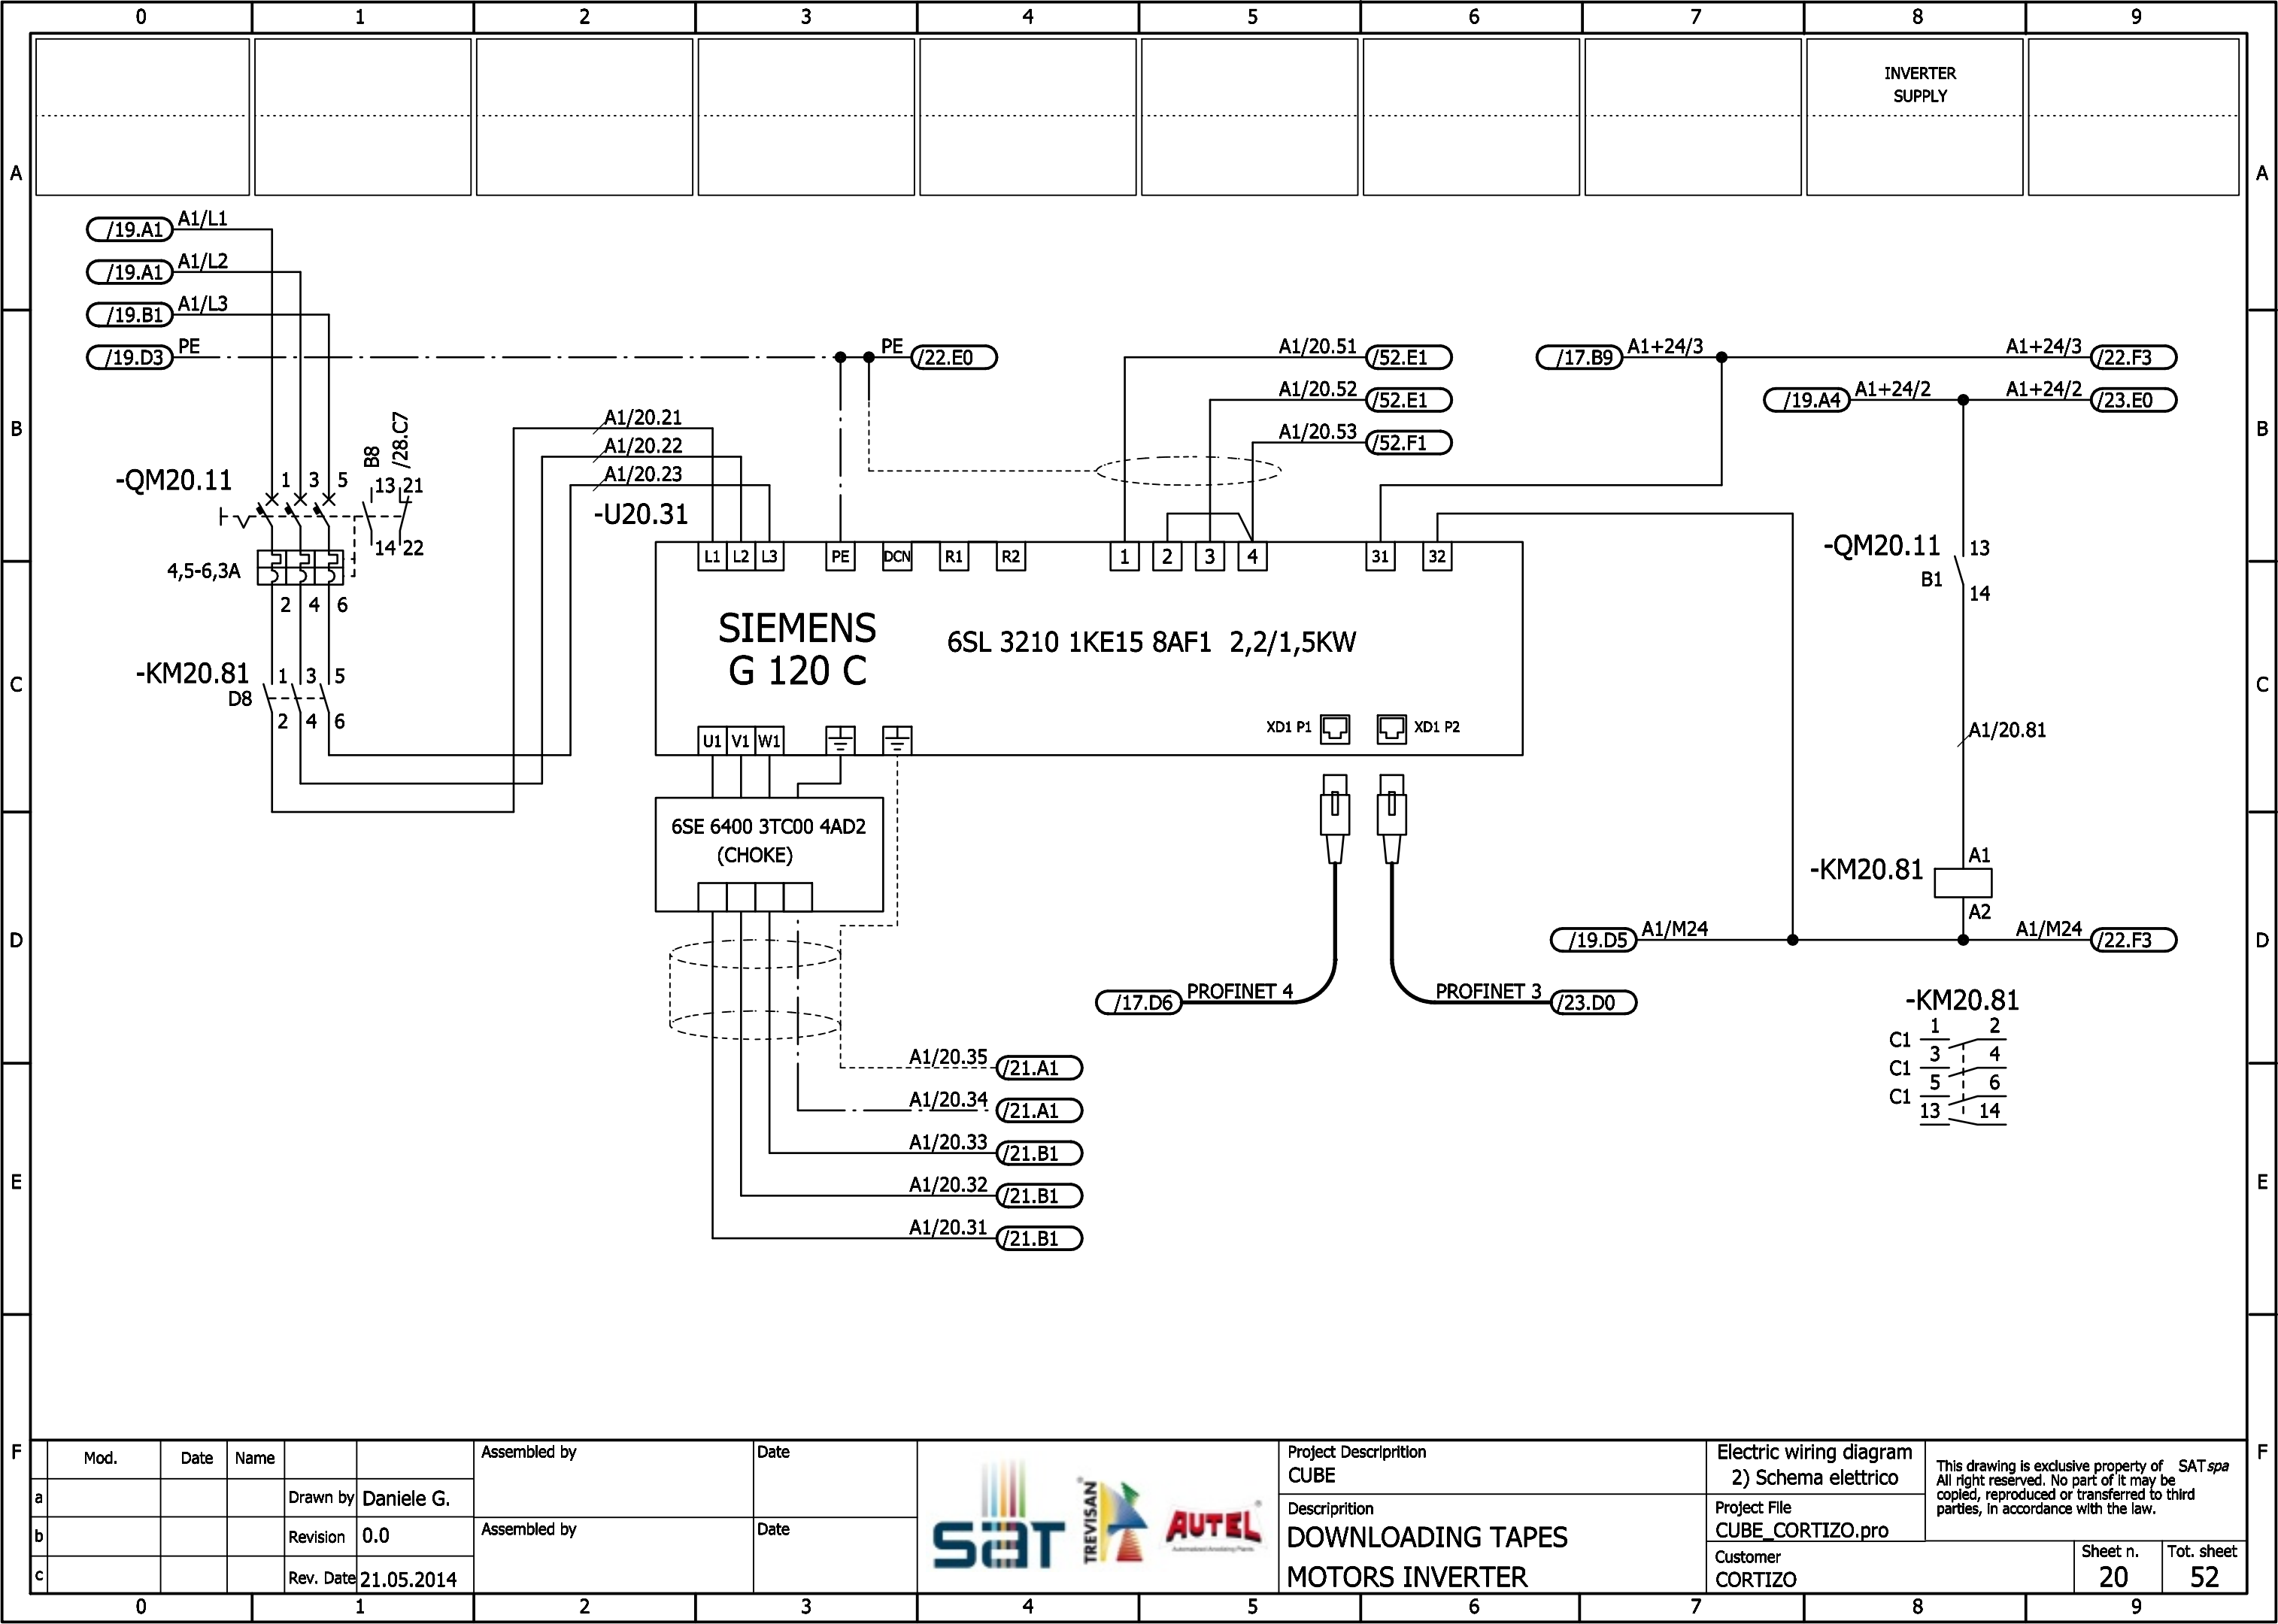 0 1 2 3 4 5 6 7 8 9
INVERTER
SUPPLY
A A
/19.A1 A1/L1
/19.A1 A1/L2
/19.B1 A1/L3
/19.D3 PE
PE /22.E0
A1/20.51 /52.E1
A1/20.52 /52.E1
A1/20.53 /52.F1
/17.B9 A1+24/3
A1+24/3 /22.F3
/19.A4 A1+24/2
A1+24/2 /23.E0
B B
A1/20.21
A1/20.22
A1/20.23
B8 /28.C7
-QM20.11 1 3 5 13 21
14 22
4,5-6,3A
2 4 6
-U20.31
L1 L2 L3 PE DCN R1 R2 1 2 3 4 31 32
SIEMENS
G 120 C
6SL 3210 1KE15 8AF1 2,2/1,5KW
-QM20.11 13
B1 14
C C
-KM20.81 1 3 5
D8 2 4 6
XD1 P1 XD1 P2
U1 V1 W1
A1/20.81
6SE 6400 3TC00 4AD2
(CHOKE)
-KM20.81 A1
A2
D D
/19.D5 A1/M24
A1/M24 /22.F3
/17.D6 PROFINET 4
PROFINET 3 /23.D0
-KM20.81
C1 1 2
C1 3 4
C1 5 6
13 14
A1/20.35 /21.A1
A1/20.34 /21.A1
A1/20.33 /21.B1
A1/20.32 /21.B1
A1/20.31 /21.B1
E E
F F
Mod. Date Name
a Drawn by Daniele G.
b Revision 0.0
c Rev. Date 21.05.2014
Assembled by Date
Assembled by Date
SAT
TREVISAN
AUTEL
Project Descriprition
CUBE
Descriprition
DOWNLOADING TAPES
MOTORS INVERTER
Electric wiring diagram
2) Schema elettrico
Project File
CUBE_CORTIZO.pro
Customer
CORTIZO
This drawing is exclusive property of SAT spa
All right reserved. No part of it may be
copied, reproduced or transferred to third
parties, in accordance with the law.
Sheet n.
20
Tot. sheet
52
0 1 2 3 4 5 6 7 8 9